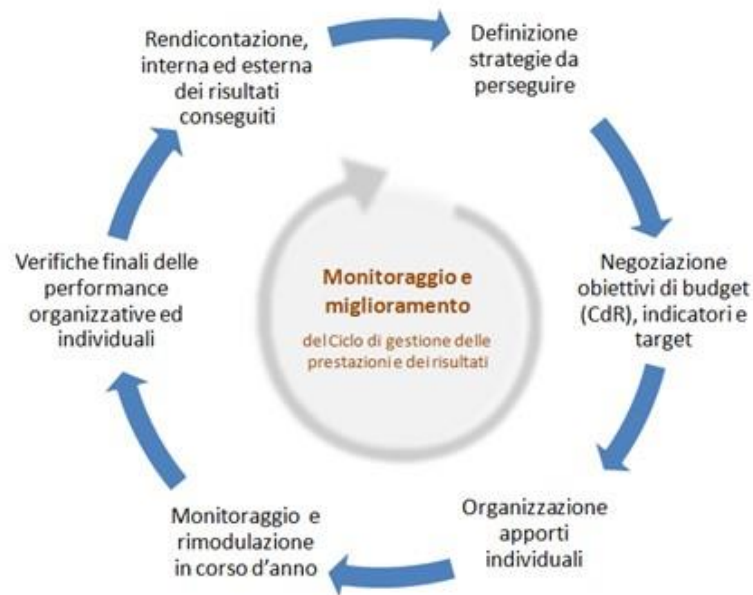 Rendicontazione,
interna ed esterna
dei risultati
conseguiti
Definizione
strategie da
perseguire
Negoziazione
obiettivi di budget
(CdR), indicatori e
target
Organizzazione
apporti
individuali
Monitoraggio e
rimodulazione
in corso d'anno
Verifiche finali delle
performance
organizzative ed
individuali
Monitoraggio e
miglioramento
del Ciclo di gestione delle
prestazioni e dei risultati